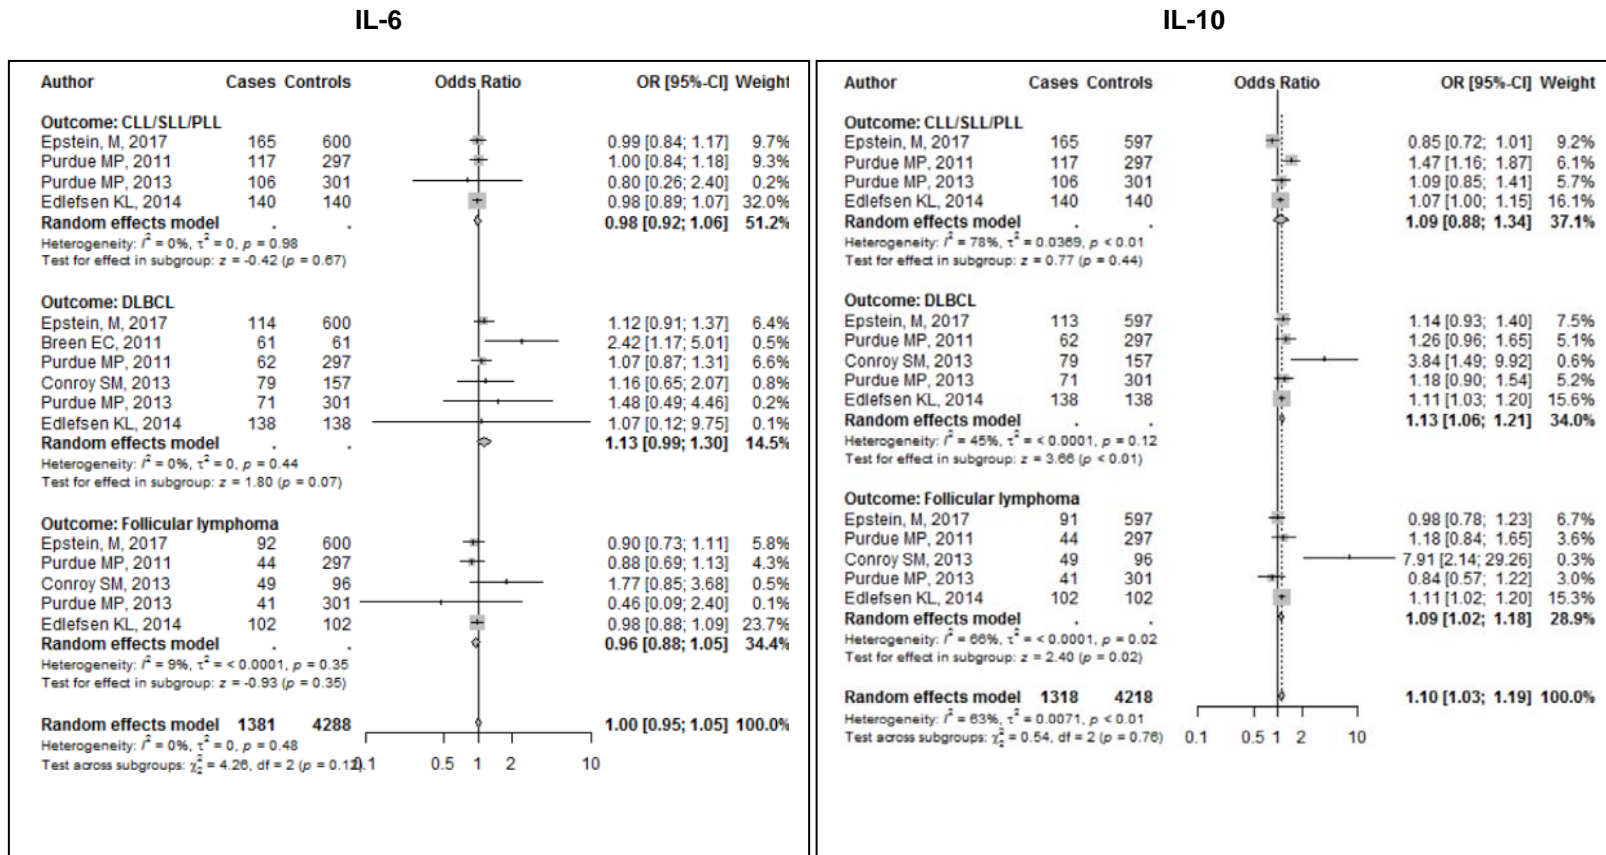 IL-6
Author Cases Controls Odds Ratio OR [95%-CI] Weight
Outcome: CLL/SLL/PLL
Epstein, M, 2017 165 600 0.99 [0.84; 1.17] 9.7%
Purdue MP, 2011 117 297 1.00 [0.84; 1.18] 9.3%
Purdue MP, 2013 106 301 0.80 [0.26; 2.40] 0.2%
Edlefsen KL, 2014 140 140 0.98 [0.89; 1.07] 32.0%
Random effects model . . 0.98 [0.92; 1.06] 51.2%
Heterogeneity: I² = 0%, τ² = 0, p = 0.98
Test for effect in subgroup: z = -0.42 (p = 0.67)
Outcome: DLBCL
Epstein, M, 2017 114 600 1.12 [0.91; 1.37] 6.4%
Breen EC, 2011 61 61 2.42 [1.17; 5.01] 0.5%
Purdue MP, 2011 62 297 1.07 [0.87; 1.31] 6.6%
Conroy SM, 2013 79 157 1.16 [0.65; 2.07] 0.8%
Purdue MP, 2013 71 301 1.48 [0.49; 4.46] 0.2%
Edlefsen KL, 2014 138 138 1.07 [0.12; 9.75] 0.1%
Random effects model . . 1.13 [0.99; 1.30] 14.5%
Heterogeneity: I² = 0%, τ² = 0, p = 0.44
Test for effect in subgroup: z = 1.80 (p = 0.07)
Outcome: Follicular lymphoma
Epstein, M, 2017 92 600 0.90 [0.73; 1.11] 5.8%
Purdue MP, 2011 44 297 0.88 [0.69; 1.13] 4.3%
Conroy SM, 2013 49 96 1.77 [0.85; 3.68] 0.5%
Purdue MP, 2013 41 301 0.46 [0.09; 2.40] 0.1%
Edlefsen KL, 2014 102 102 0.98 [0.88; 1.09] 23.7%
Random effects model . . 0.96 [0.88; 1.05] 34.4%
Heterogeneity: I² = 9%, τ² = < 0.0001, p = 0.35
Test for effect in subgroup: z = -0.93 (p = 0.35)
Random effects model 1381 4288 1.00 [0.95; 1.05] 100.0%
Heterogeneity: I² = 0%, τ² = 0, p = 0.48
Test across subgroups: χ²₂ = 4.26, df = 2 (p = 0.12)
0.1 0.5 1 2 10
IL-10
Author Cases Controls Odds Ratio OR [95%-CI] Weight
Outcome: CLL/SLL/PLL
Epstein, M, 2017 165 597 0.85 [0.72; 1.01] 9.2%
Purdue MP, 2011 117 297 1.47 [1.16; 1.87] 6.1%
Purdue MP, 2013 106 301 1.09 [0.85; 1.41] 5.7%
Edlefsen KL, 2014 140 140 1.07 [1.00; 1.15] 16.1%
Random effects model . . 1.09 [0.88; 1.34] 37.1%
Heterogeneity: I² = 78%, τ² = 0.0369, p < 0.01
Test for effect in subgroup: z = 0.77 (p = 0.44)
Outcome: DLBCL
Epstein, M, 2017 113 597 1.14 [0.93; 1.40] 7.5%
Purdue MP, 2011 62 297 1.26 [0.96; 1.65] 5.1%
Conroy SM, 2013 79 157 3.84 [1.49; 9.92] 0.6%
Purdue MP, 2013 71 301 1.18 [0.90; 1.54] 5.2%
Edlefsen KL, 2014 138 138 1.11 [1.03; 1.20] 15.6%
Random effects model . . 1.13 [1.06; 1.21] 34.0%
Heterogeneity: I² = 45%, τ² = < 0.0001, p = 0.12
Test for effect in subgroup: z = 3.66 (p < 0.01)
Outcome: Follicular lymphoma
Epstein, M, 2017 91 597 0.98 [0.78; 1.23] 6.7%
Purdue MP, 2011 44 297 1.18 [0.84; 1.65] 3.6%
Conroy SM, 2013 49 96 7.91 [2.14; 29.26] 0.3%
Purdue MP, 2013 41 301 0.84 [0.57; 1.22] 3.0%
Edlefsen KL, 2014 102 102 1.11 [1.02; 1.20] 15.3%
Random effects model . . 1.09 [1.02; 1.18] 28.9%
Heterogeneity: I² = 66%, τ² = < 0.0001, p = 0.02
Test for effect in subgroup: z = 2.40 (p = 0.02)
Random effects model 1318 4218 1.10 [1.03; 1.19] 100.0%
Heterogeneity: I² = 63%, τ² = 0.0071, p < 0.01
Test across subgroups: χ²₂ = 0.54, df = 2 (p = 0.76)
0.1 0.5 1 2 10